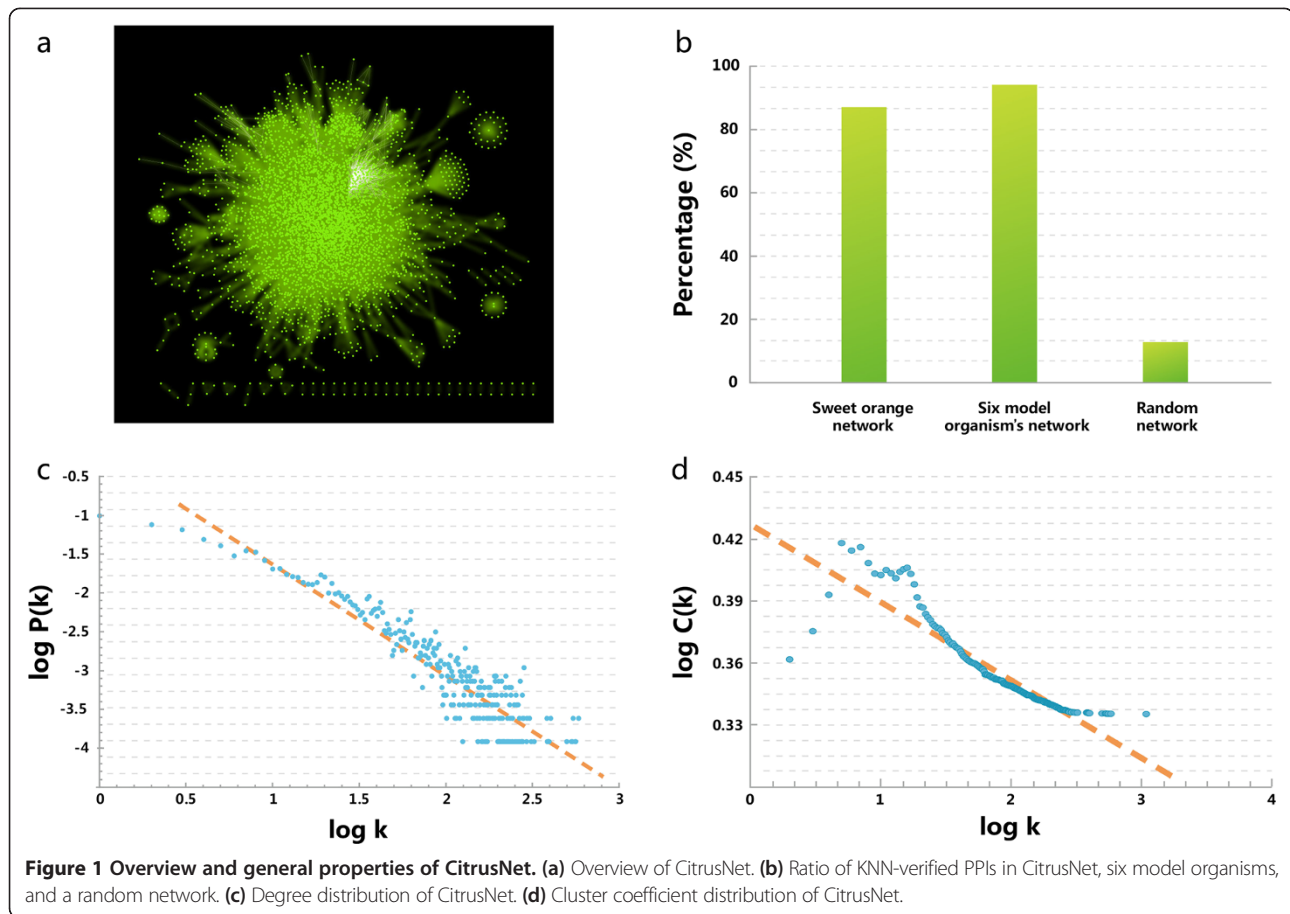 a
b
100
80
60
40
20
0
Percentage (%)
Sweet orange
network
Six model
organism's network
Random
network
c
-0.5
-1
-1.5
-2
-2.5
-3
-3.5
-4
log P(k)
0
0.5
1
1.5
2
2.5
3
log k
d
0.45
0.42
0.39
0.36
0.33
log C(k)
0
1
2
3
4
log k
Figure 1 Overview and general properties of CitrusNet. (a) Overview of CitrusNet. (b) Ratio of KNN-verified PPIs in CitrusNet, six model organisms,
and a random network. (c) Degree distribution of CitrusNet. (d) Cluster coefficient distribution of CitrusNet.